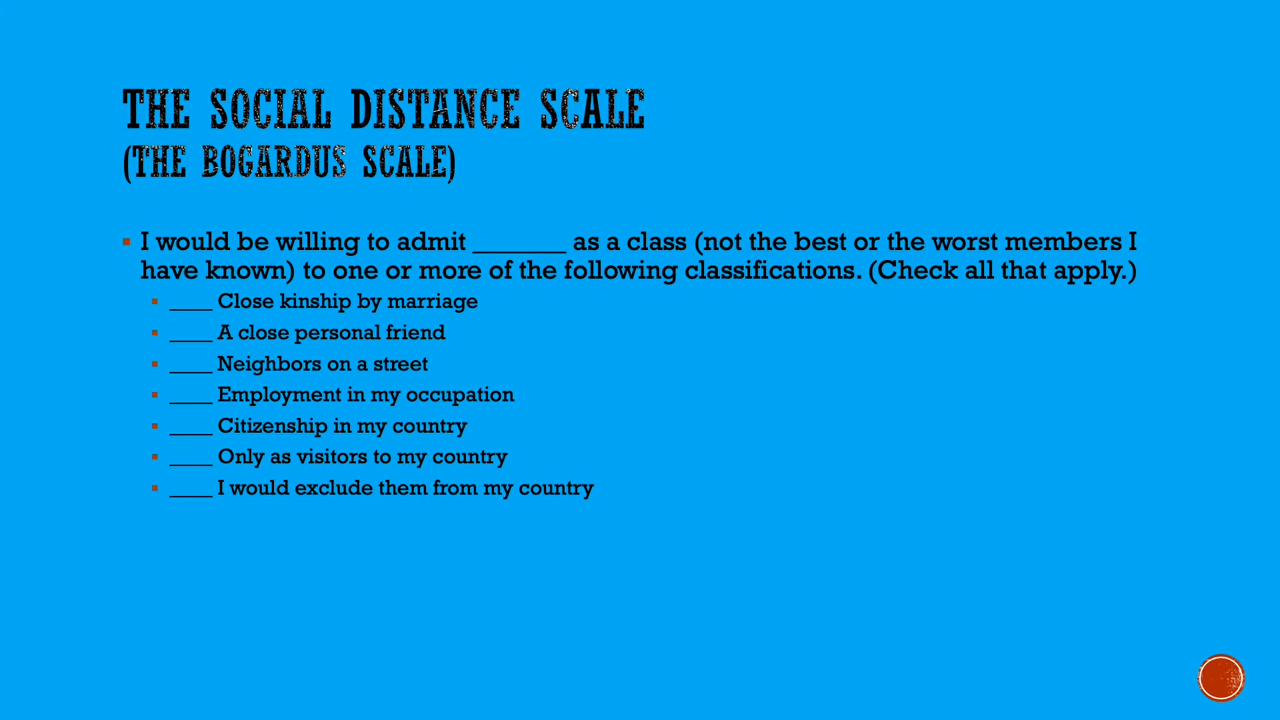 THE SOCIAL DISTANCE SCALE
(THE BOGARDUS SCALE)
I would be willing to admit _______ as a class (not the best or the worst members I
have known) to one or more of the following classifications. (Check all that apply.)
____ Close kinship by marriage
____ A close personal friend
____ Neighbors on a street
____ Employment in my occupation
____ Citizenship in my country
____ Only as visitors to my country
____ I would exclude them from my country